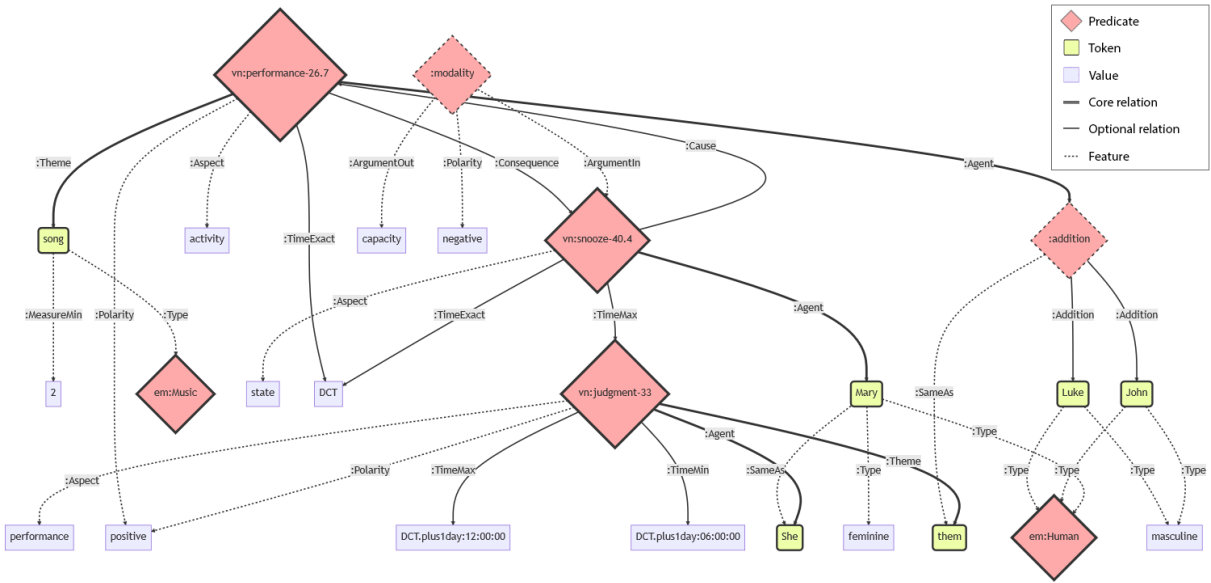 Predicate
Token
Value
Core relation
Optional relation
Feature
vn:performance-26.7
:modality
:Cause
:Theme
:Aspect
:ArgumentOut
:Polarity
:Consequence
:ArgumentIn
:Agent
song
activity
:TimeExact
capacity
negative
vn:snooze-40.4
:addition
:Aspect
:Agent
:MeasureMin
:Polarity
:Type
:TimeExact
:TimeMax
:Addition
:Addition
2
em:Music
state
DCT
vn:judgment-33
Mary
:SameAs
Luke
John
:Agent
:Type
:Aspect
:Polarity
:TimeMax
:TimeMin
:SameAs
:Type
:Theme
:Type
:Type
:Type
:Type
performance
positive
DCT.plus1day:12:00:00
DCT.plus1day:06:00:00
She
feminine
them
em:Human
masculine